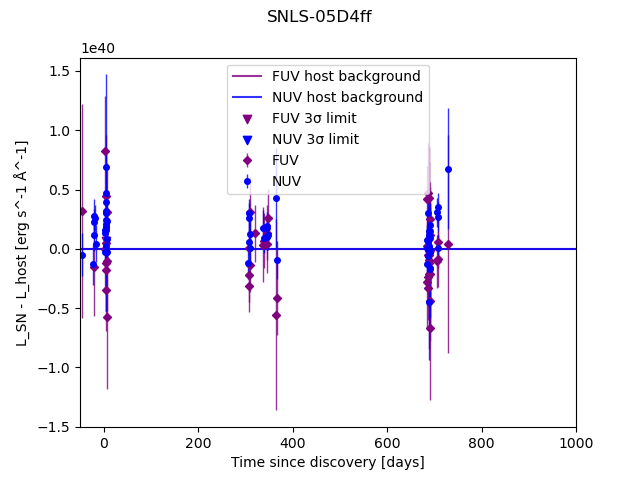 SNLS-05D4ff
1e40
FUV host background
NUV host background
FUV 3σ limit
NUV 3σ limit
FUV
NUV
1.5
1.0
0.5
0.0
−0.5
−1.0
−1.5
L_SN - L_host [erg s^-1 Å^-1]
0 200 400 600 800 1000
Time since discovery [days]